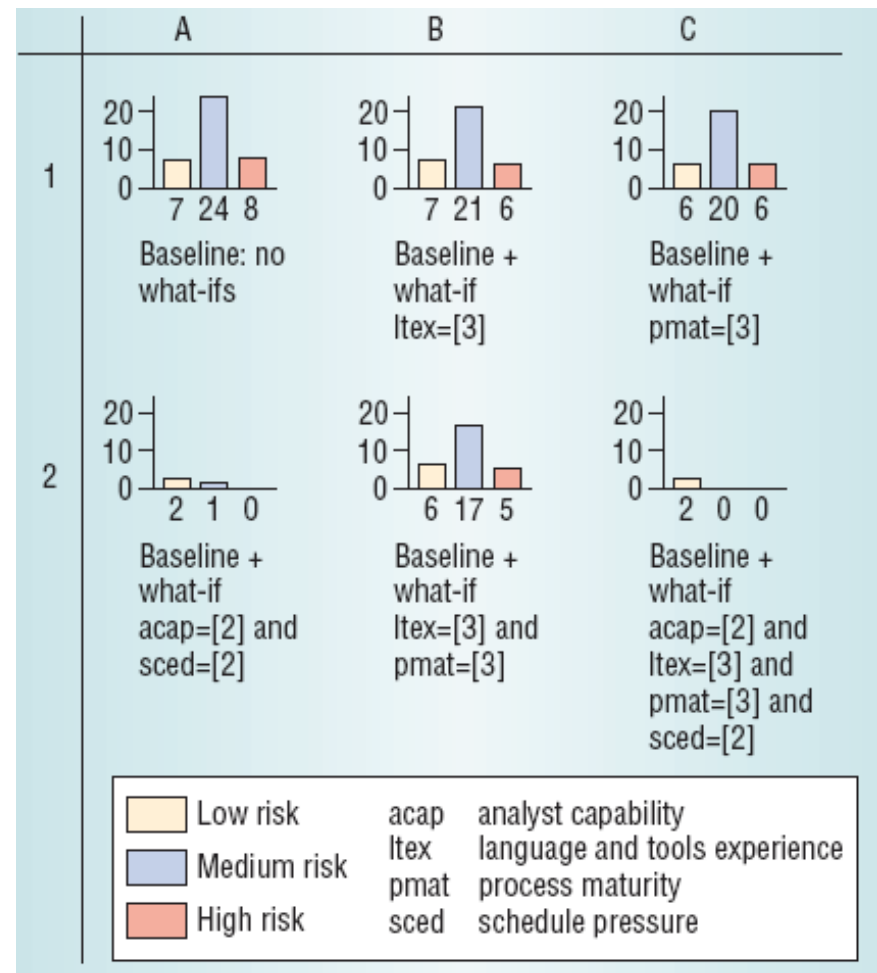 A B C
1
20
10
0
7 24 8
Baseline: no
what-ifs
20
10
0
7 21 6
Baseline +
what-if
ltex=[3]
20
10
0
6 20 6
Baseline +
what-if
pmat=[3]
2
20
10
0
2 1 0
Baseline +
what-if
acap=[2] and
sced=[2]
20
10
0
6 17 5
Baseline +
what-if
ltex=[3] and
pmat=[3]
20
10
0
2 0 0
Baseline +
what-if
acap=[2] and
ltex=[3] and
pmat=[3] and
sced=[2]
Low risk
Medium risk
High risk
acap analyst capability
ltex language and tools experience
pmat process maturity
sced schedule pressure